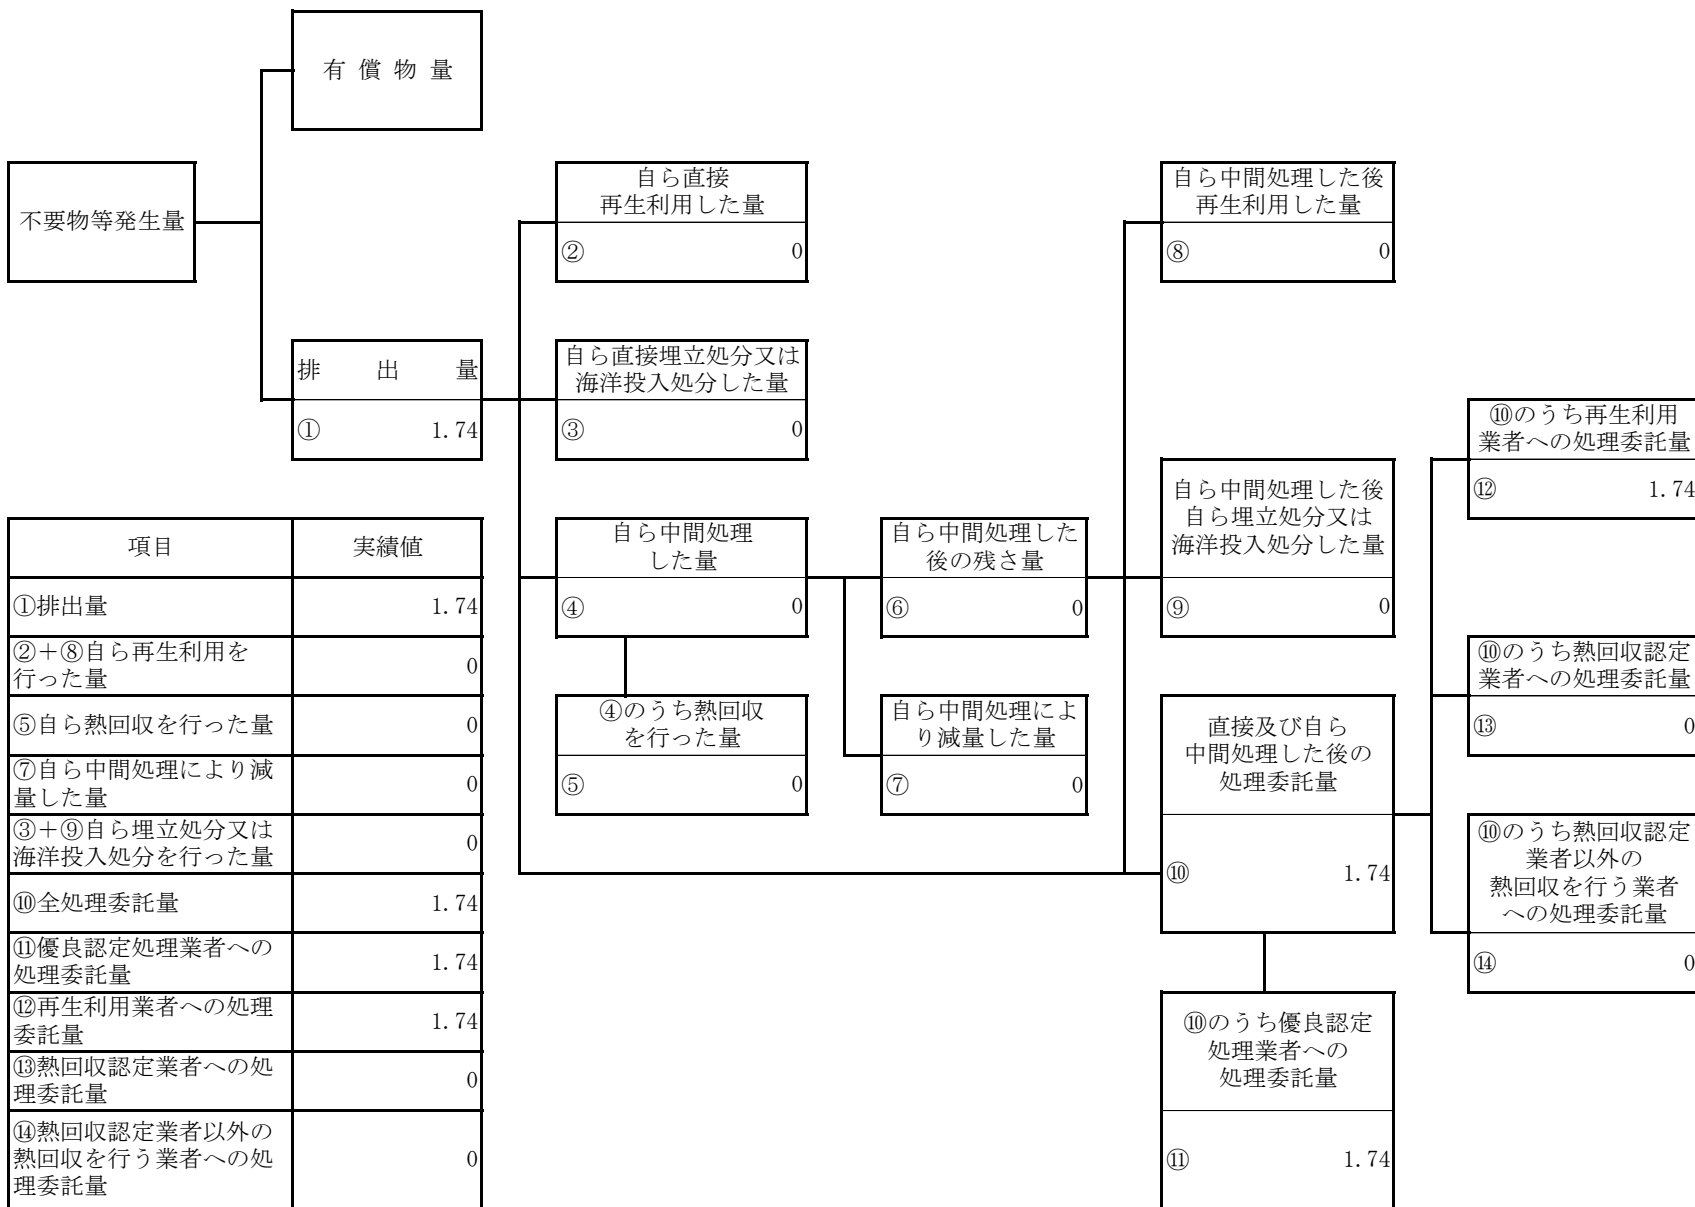 有 償 物 量
不要物等発生量
自ら直接
再生利用した量
② 0
自ら中間処理した後
再生利用した量
⑧ 0
排 出 量
① 1.74
自ら直接埋立処分又は
海洋投入処分した量
③ 0
⑩のうち再生利用
業者への処理委託量
⑫ 1.74
自ら中間処理した後
自ら埋立処分又は
海洋投入処分した量
⑨ 0
自ら中間処理
した量
④ 0
自ら中間処理した
後の残さ量
⑥ 0
⑩のうち熱回収認定
業者への処理委託量
⑬ 0
④のうち熱回収
を行った量
⑤ 0
自ら中間処理によ
り減量した量
⑦ 0
直接及び自ら
中間処理した後の
処理委託量
⑩ 1.74
⑩のうち熱回収認定
業者以外の
熱回収を行う業者
への処理委託量
⑭ 0
⑩のうち優良認定
処理業者への
処理委託量
⑪ 1.74
項目 実績値
①排出量 1.74
②＋⑧自ら再生利用を
行った量 0
⑤自ら熱回収を行った量 0
⑦自ら中間処理により減
量した量 0
③＋⑨自ら埋立処分又は
海洋投入処分を行った量 0
⑩全処理委託量 1.74
⑪優良認定処理業者への
処理委託量 1.74
⑫再生利用業者への処理
委託量 1.74
⑬熱回収認定業者への処
理委託量 0
⑭熱回収認定業者以外の
熱回収を行う業者への処
理委託量 0